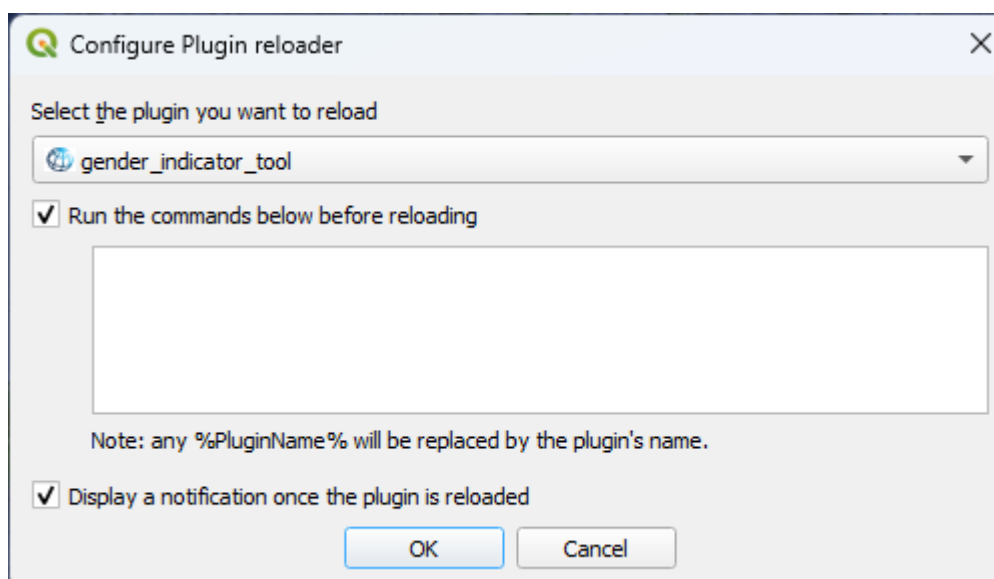 Configure Plugin reloader
Select the plugin you want to reload
gender_indicator_tool
Run the commands below before reloading
Note: any %PluginName% will be replaced by the plugin's name.
Display a notification once the plugin is reloaded
OK Cancel